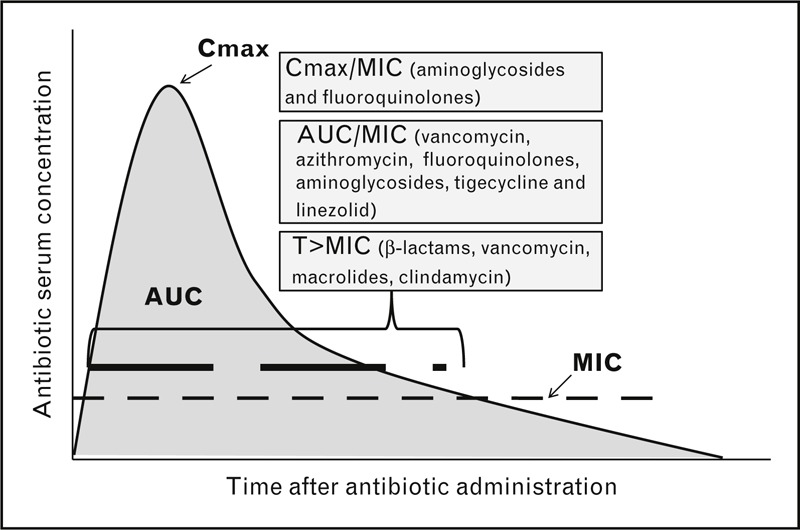 Cmax
Cmax/MIC (aminoglycosides
and fluoroquinolones)
AUC/MIC (vancomycin,
azithromycin, fluoroquinolones,
aminoglycosides, tigecycline and
linezolid)
T>MIC (β-lactams, vancomycin,
macrolides, clindamycin)
AUC
MIC
Antibiotic serum concentration
Time after antibiotic administration